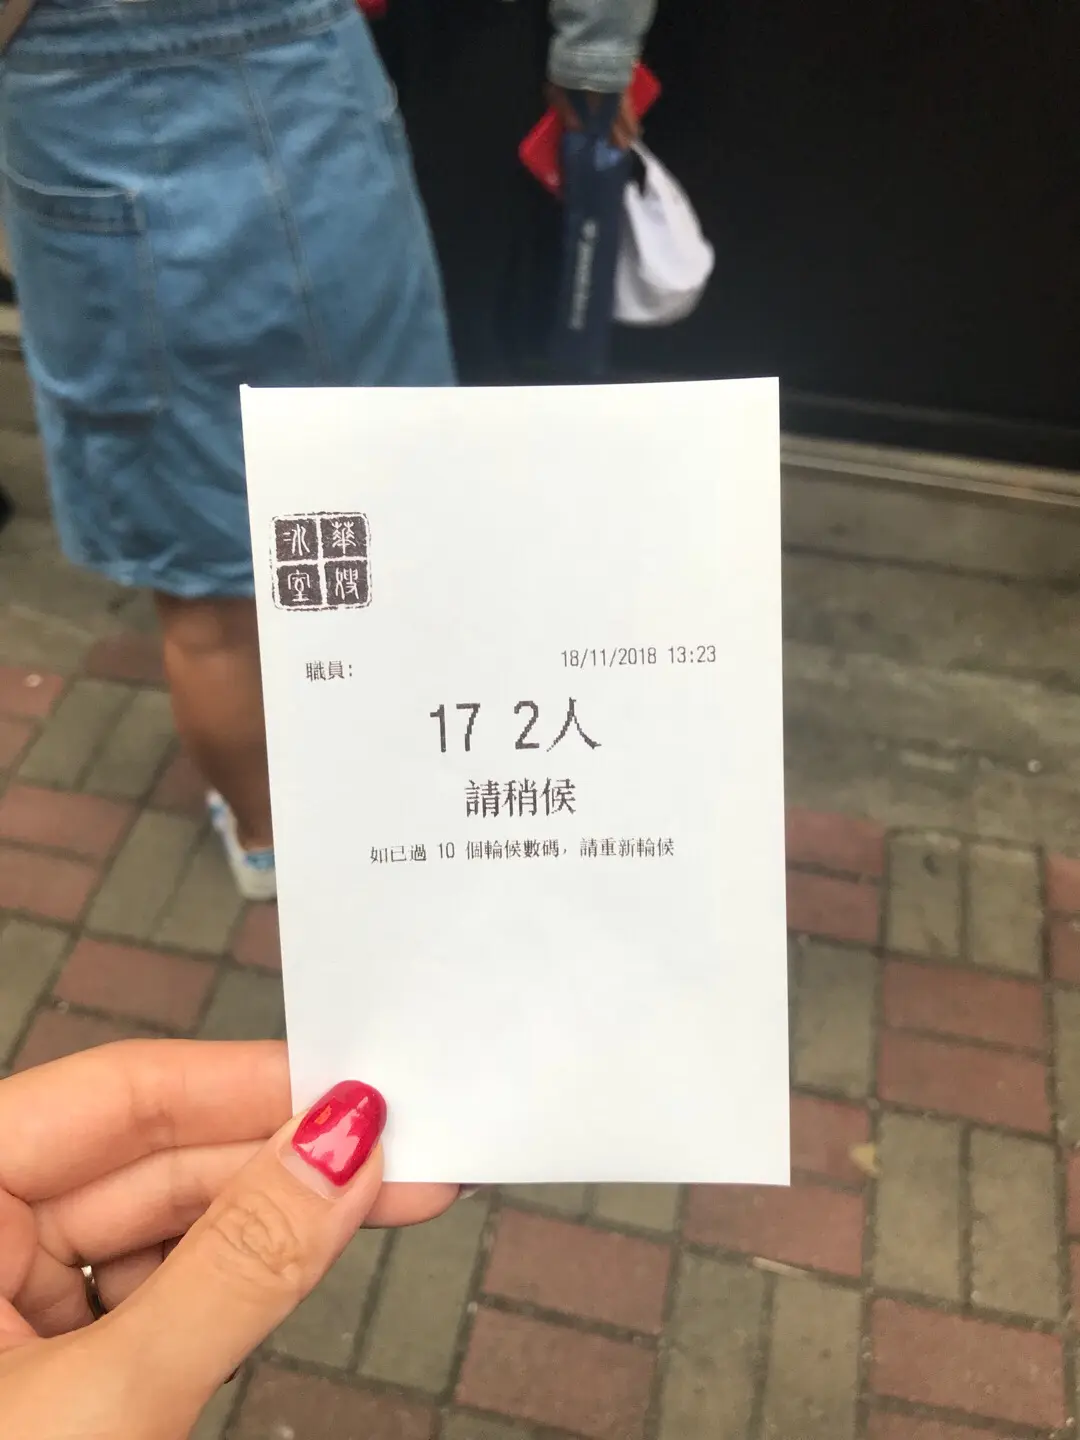 華嫂
冰室
職員:
18/11/2018 13:23
17 2人
請稍候
如已過 10 個輪候數碼, 請重新輪候